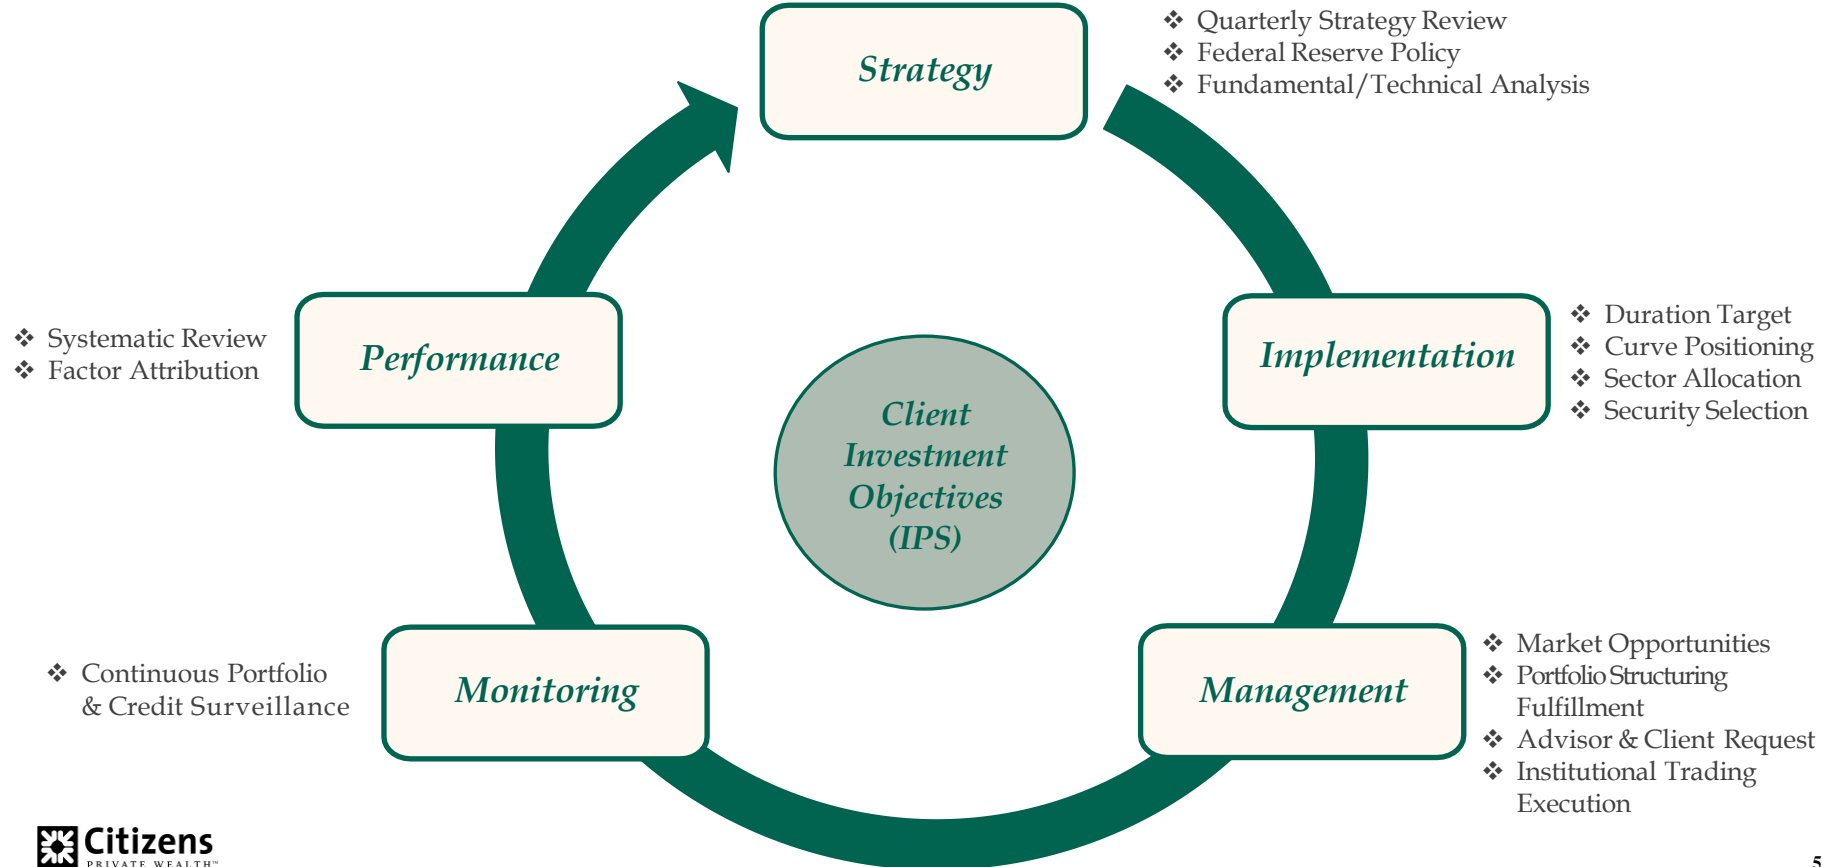 Strategy
❖ Quarterly Strategy Review
❖ Federal Reserve Policy
❖ Fundamental/Technical Analysis
Implementation
❖ Duration Target
❖ Curve Positioning
❖ Sector Allocation
❖ Security Selection
Management
❖ Market Opportunities
❖ Portfolio Structuring
Fulfillment
❖ Advisor & Client Request
❖ Institutional Trading
Execution
Monitoring
❖ Continuous Portfolio
& Credit Surveillance
Performance
❖ Systematic Review
❖ Factor Attribution
Client
Investment
Objectives
(IPS)
Citizens
PRIVATE WEALTH™
5